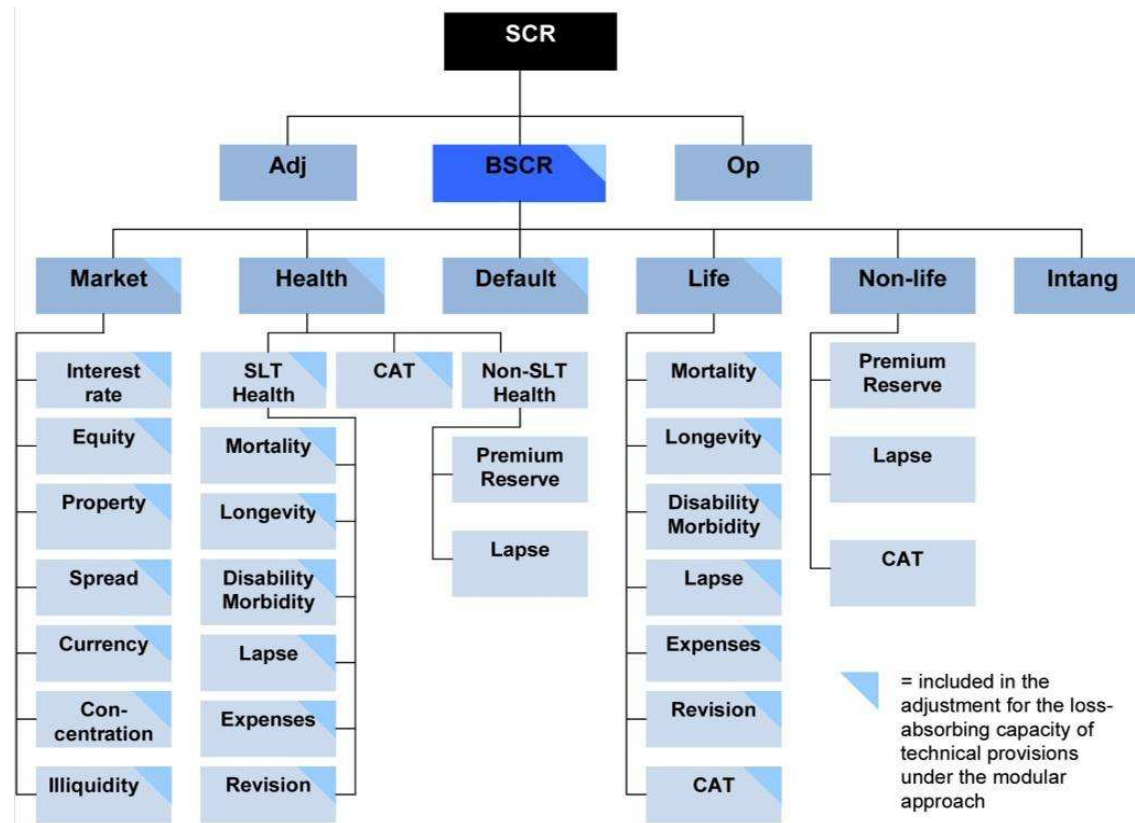 SCR
Adj
BSCR
Op
Market
Health
Default
Life
Non-life
Intang
Interest
rate
Equity
Property
Spread
Currency
Con-
centration
Illiquidity
SLT
Health
CAT
Non-SLT
Health
Mortality
Longevity
Disability
Morbidity
Lapse
Expenses
Revision
Premium
Reserve
Lapse
Mortality
Longevity
Disability
Morbidity
Lapse
Expenses
Revision
CAT
Premium
Reserve
Lapse
CAT
= included in the
adjustment for the loss-
absorbing capacity of
technical provisions
under the modular
approach